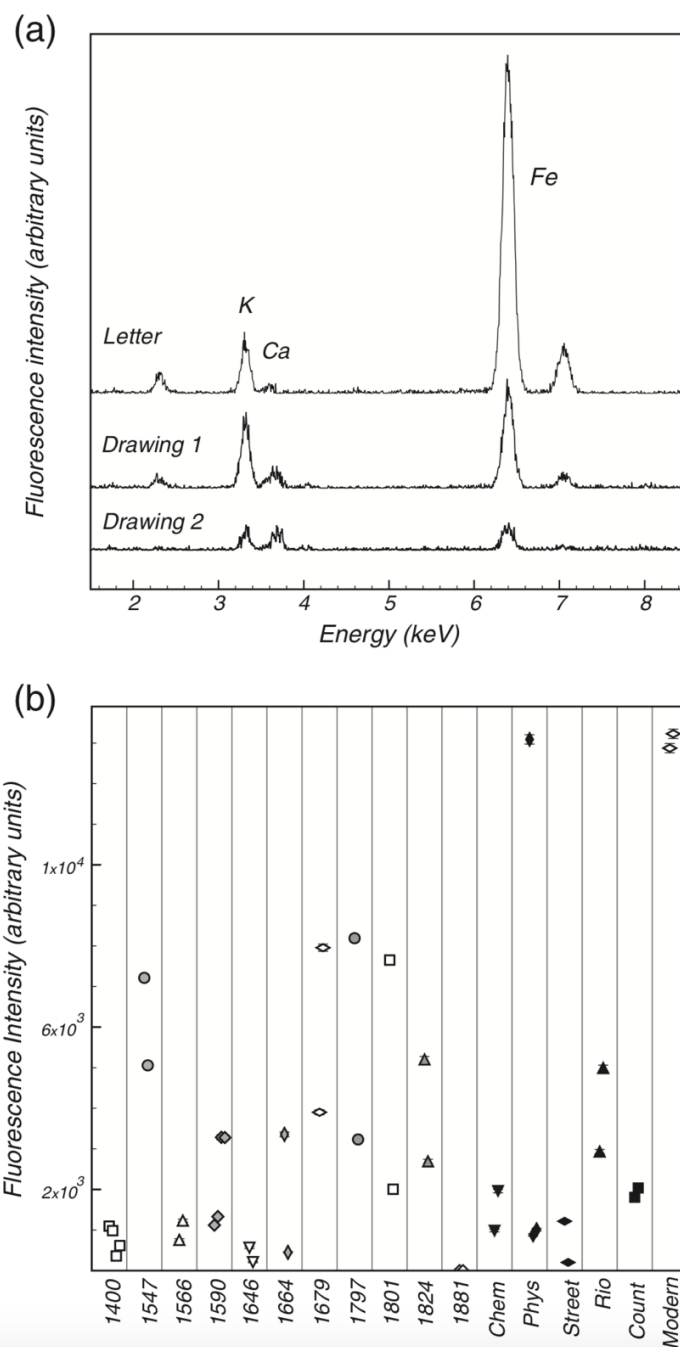 (a)
Fluorescence intensity (arbitrary units)
Fe
K
Letter
Ca
Drawing 1
Drawing 2
2 3 4 5 6 7 8
Energy (keV)
(b)
Fluorescence Intensity (arbitrary units)
1x10⁴
6x10³
2x10³
1400 1547 1566 1590 1646 1664 1679 1797 1801 1824 1881 Chem Phys Street Rio Count Modern